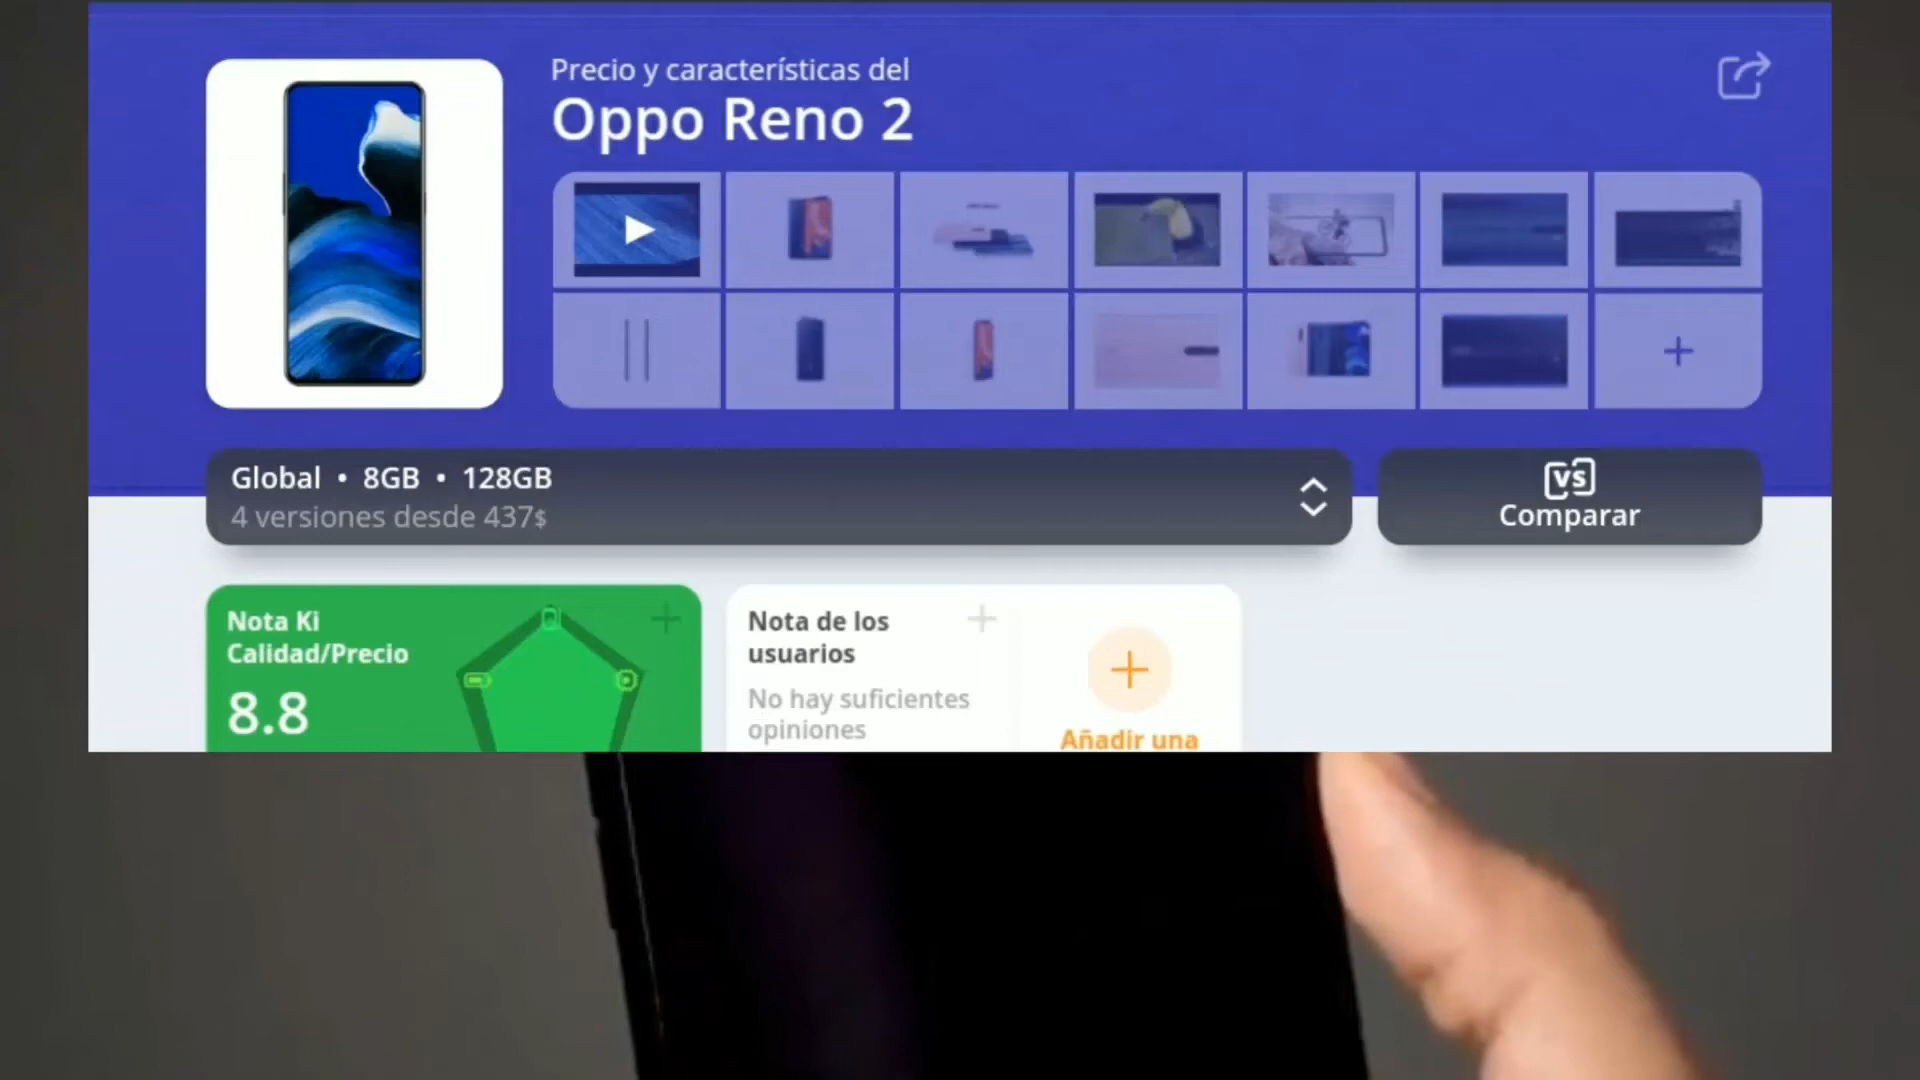 Precio y características del
Oppo Reno 2
Global • 8GB • 128GB
4 versiones desde 437$
VS
Comparar
Nota Ki
Calidad/Precio
8.8
Nota de los
usuarios
No hay suficientes
opiniones
Añadir una